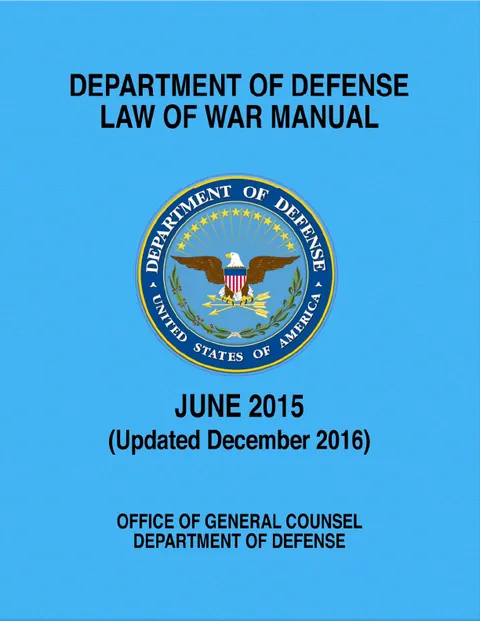 DEPARTMENT OF DEFENSE
LAW OF WAR MANUAL
DEPARTMENT OF DEFENSE
UNITED STATES OF AMERICA
JUNE 2015
(Updated December 2016)
OFFICE OF GENERAL COUNSEL
DEPARTMENT OF DEFENSE